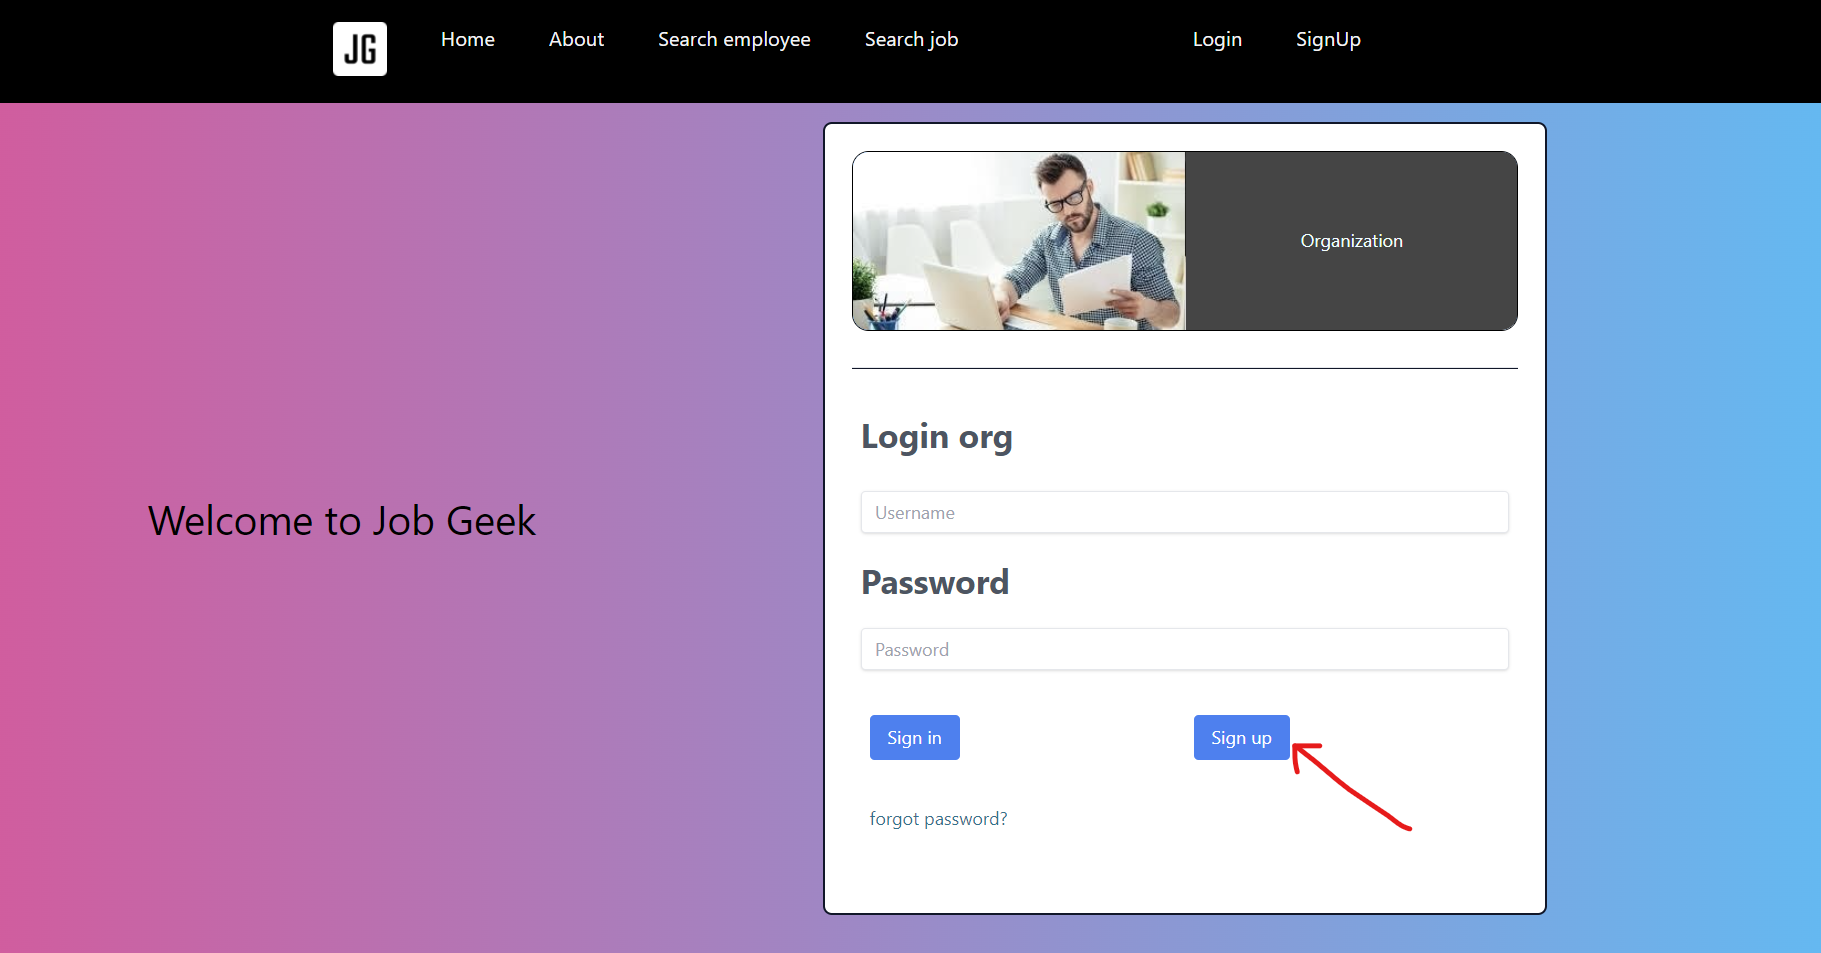 JG Home About Search employee Search job Login SignUp
Organization
Login org
Username
Welcome to Job Geek
Password
Password
Sign in Sign up
forgot password?